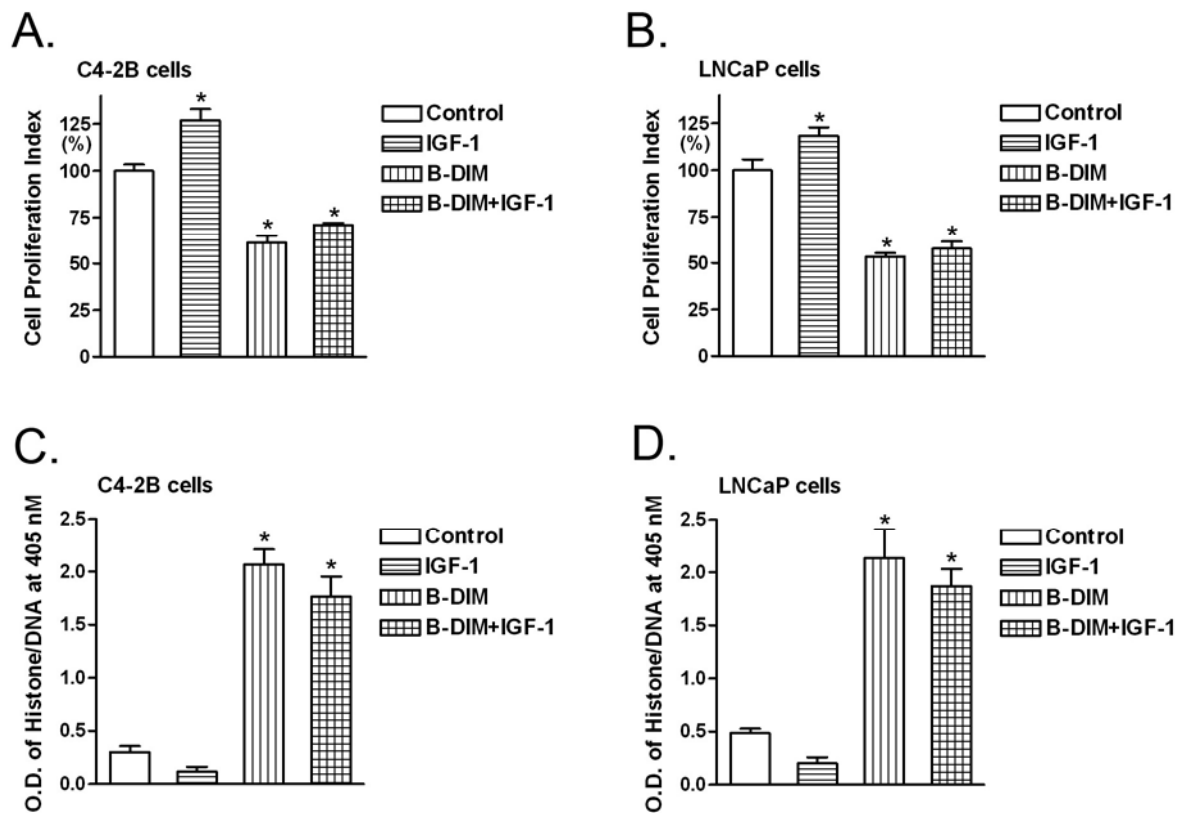 A.
C4-2B cells
Cell Proliferation Index
(%)
125
100
75
50
25
0
*
*
*
Control
IGF-1
B-DIM
B-DIM+IGF-1
B.
LNCaP cells
Cell Proliferation Index
(%)
125
100
75
50
25
0
*
*
*
Control
IGF-1
B-DIM
B-DIM+IGF-1
C.
C4-2B cells
O.D. of Histone/DNA at 405 nM
2.5
2.0
1.5
1.0
0.5
0.0
*
*
Control
IGF-1
B-DIM
B-DIM+IGF-1
D.
LNCaP cells
O.D. of Histone/DNA at 405 nM
2.5
2.0
1.5
1.0
0.5
0.0
*
*
Control
IGF-1
B-DIM
B-DIM+IGF-1